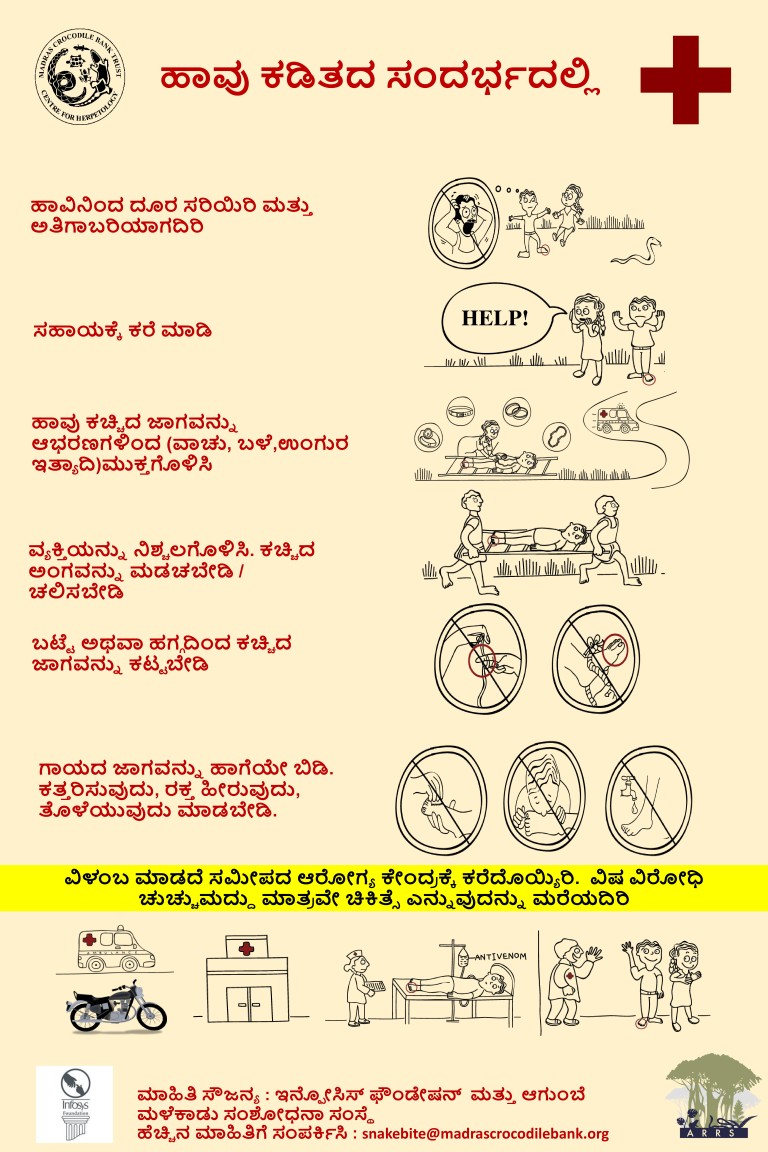 MADRAS CROCODILE BANK TRUST
CENTRE FOR HERPETOLOGY
ಹಾವು ಕಡಿತದ ಸಂದರ್ಭದಲ್ಲಿ
ಹಾವಿನಿಂದ ದೂರ ಸರಿಯಿರಿ ಮತ್ತು
ಅತಿಗಾಬರಿಯಾಗದಿರಿ
ಸಹಾಯಕ್ಕೆ ಕರೆ ಮಾಡಿ
HELP!
ಹಾವು ಕಚ್ಚಿದ ಜಾಗವನ್ನು
ಆಭರಣಗಳಿಂದ (ವಾಚು, ಬಳೆ,ಉಂಗುರ
ಇತ್ಯಾದಿ)ಮುಕ್ತಗೊಳಿಸಿ
ವ್ಯಕ್ತಿಯನ್ನು ನಿಶ್ಚಲಗೊಳಿಸಿ. ಕಚ್ಚಿದ
ಅಂಗವನ್ನು ಮಡಚಬೇಡಿ /
ಚಲಿಸಬೇಡಿ
ಬಟ್ಟೆ ಅಥವಾ ಹಗ್ಗದಿಂದ ಕಚ್ಚಿದ
ಜಾಗವನ್ನು ಕಟ್ಟಬೇಡಿ
ಗಾಯದ ಜಾಗವನ್ನು ಹಾಗೆಯೇ ಬಿಡಿ.
ಕತ್ತರಿಸುವುದು, ರಕ್ತ ಹೀರುವುದು,
ತೊಳೆಯುವುದು ಮಾಡಬೇಡಿ.
ವಿಳಂಬ ಮಾಡದೆ ಸಮೀಪದ ಆರೋಗ್ಯ ಕೇಂದ್ರಕ್ಕೆ ಕರೆದೊಯ್ಯಿರಿ. ವಿಷ ವಿರೋಧಿ
ಚುಚ್ಚುಮದ್ದು ಮಾತ್ರವೇ ಚಿಕಿತ್ಸೆ ಎನ್ನುವುದನ್ನು ಮರೆಯದಿರಿ
AMBULANCE
ANTIVENOM
Infosys
Foundation
ಮಾಹಿತಿ ಸೌಜನ್ಯ : ಇನ್ಫೋಸಿಸ್ ಫೌಂಡೇಷನ್ ಮತ್ತು ಆಗುಂಬೆ
ಮಳೆಕಾಡು ಸಂಶೋಧನಾ ಸಂಸ್ಥೆ
ಹೆಚ್ಚಿನ ಮಾಹಿತಿಗೆ ಸಂಪರ್ಕಿಸಿ : snakebite@madrascrocodilebank.org
ARRS